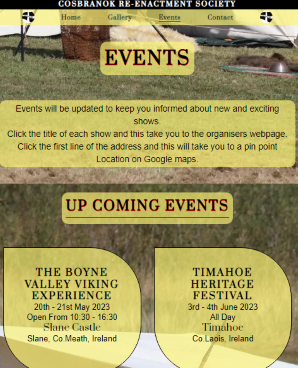 COSBRANOK RE-ENACTMENT SOCIETY
Home Gallery Events Contact
EVENTS
Events will be updated to keep you informed about new and exciting
shows.
Click the title of each show and this take you to the organisers webpage.
Click the first line of the address and this will take you to a pin point
Location on Google maps.
UP COMING EVENTS
THE BOYNE
VALLEY VIKING
EXPERIENCE
20th - 21st May 2023
Open From 10:30 - 16:30
Slane Castle
Slane, Co.Meath, Ireland
TIMAHOE
HERITAGE
FESTIVAL
3rd - 4th June 2023
All Day
Timahoe
Co.Laois, Ireland